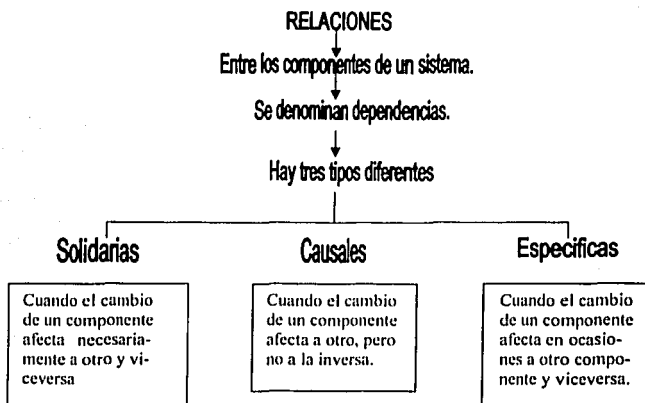 RELACIONES
Entre los componentes de un sistema.
Se denominan dependencias.
Hay tres tipos diferentes
Solidarias
Cuando el cambio
de un componente
afecta necesaria-
mente a otro y vi-
ceversa
Causales
Cuando el cambio
de un componente
afecta a otro, pero
no a la inversa.
Especificas
Cuando el cambio
de un componente
afecta en ocasio-
nes a otro compo-
nente y viceversa.